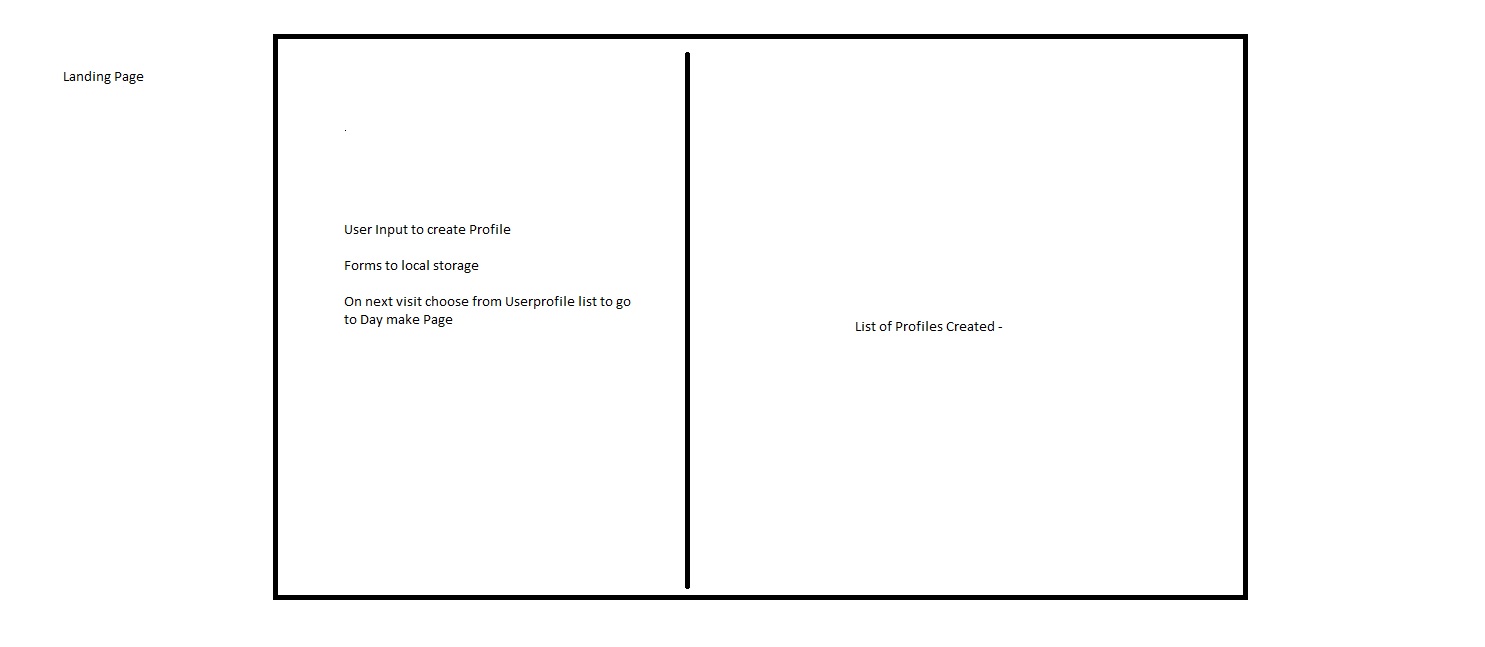 Landing Page
User Input to create Profile
Forms to local storage
On next visit choose from Userprofile list to go
to Day make Page
List of Profiles Created -